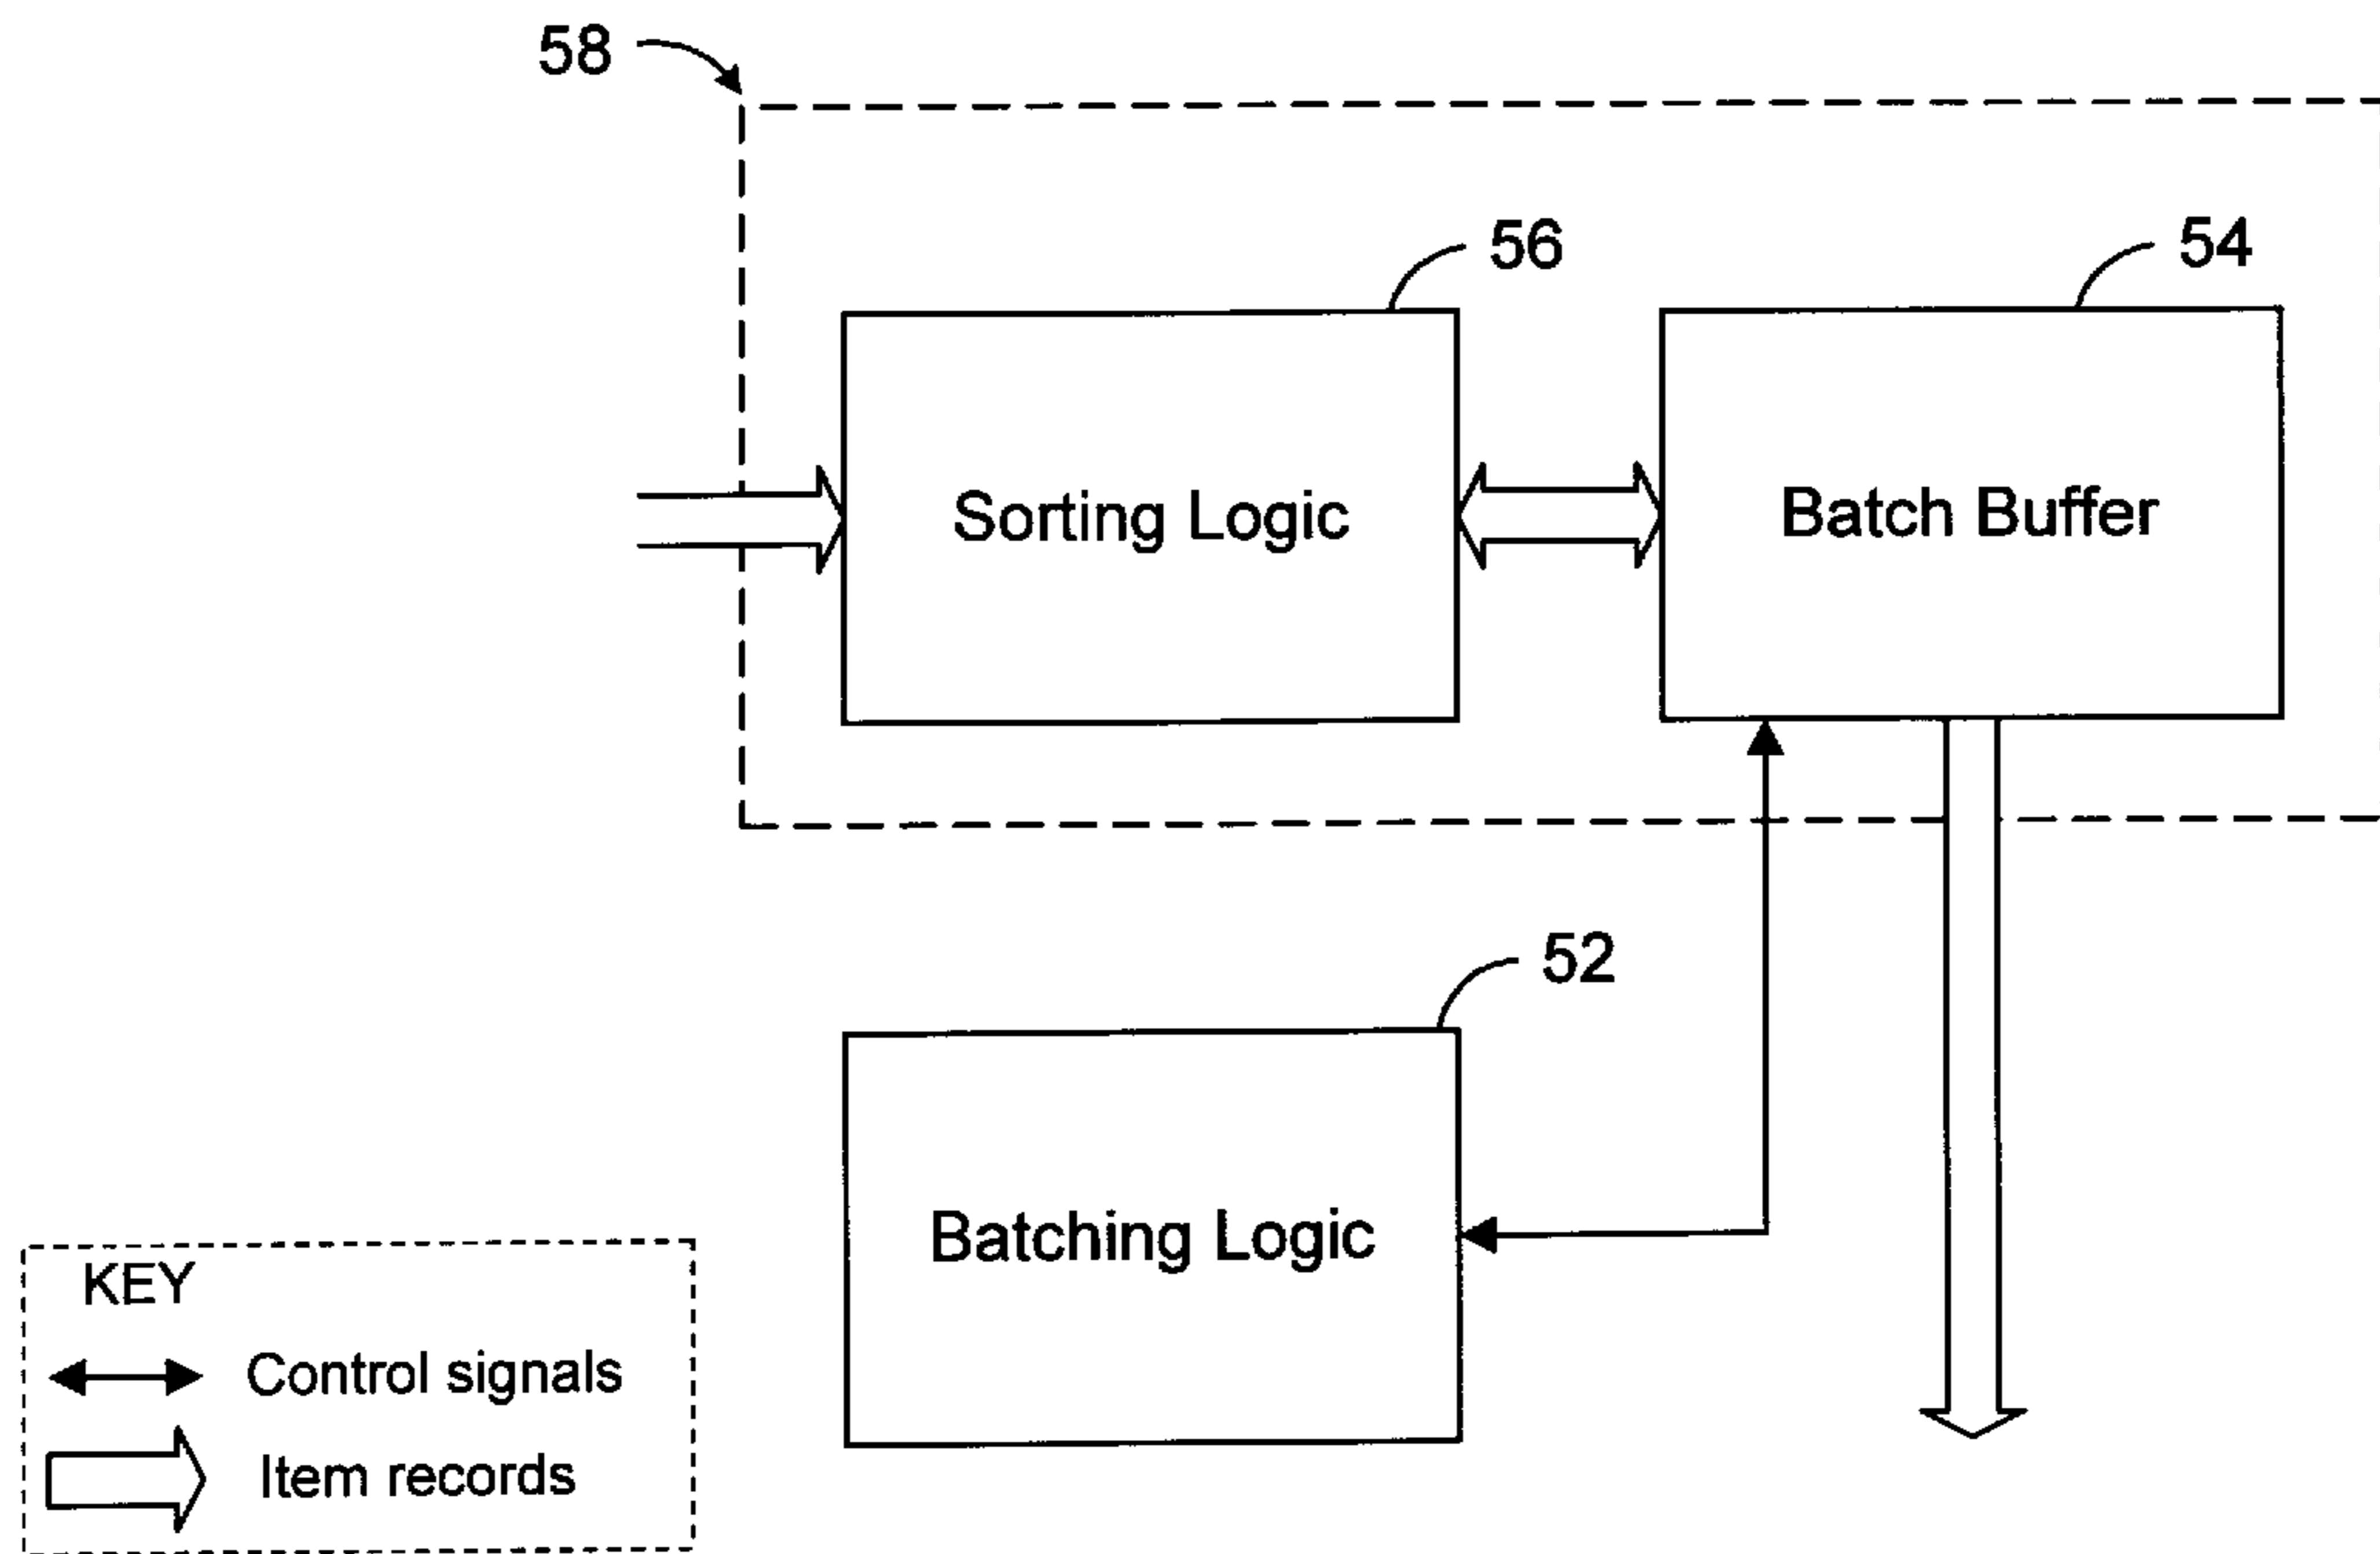 58
56
54
Sorting Logic
Batch Buffer
52
Batching Logic
KEY
Control signals
Item records